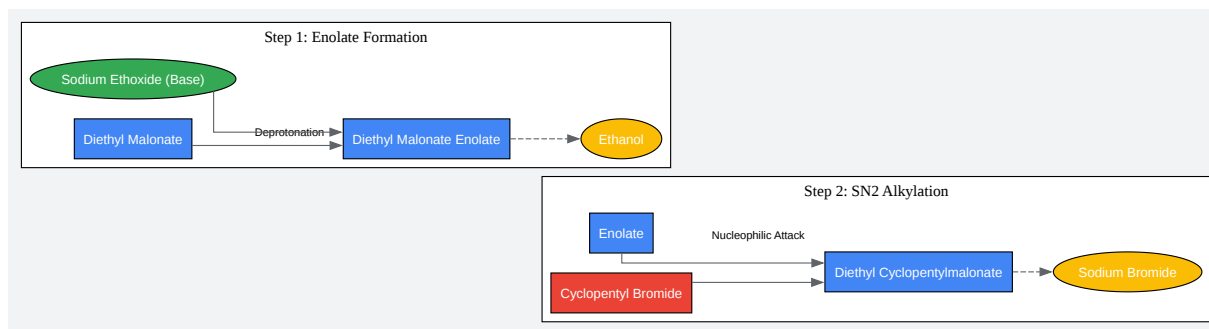 Step 1: Enolate Formation
Sodium Ethoxide (Base)
Diethyl Malonate
Deprotonation
Diethyl Malonate Enolate
Ethanol
Step 2: SN2 Alkylation
Enolate
Nucleophilic Attack
Cyclopentyl Bromide
Diethyl Cyclopentylmalonate
Sodium Bromide